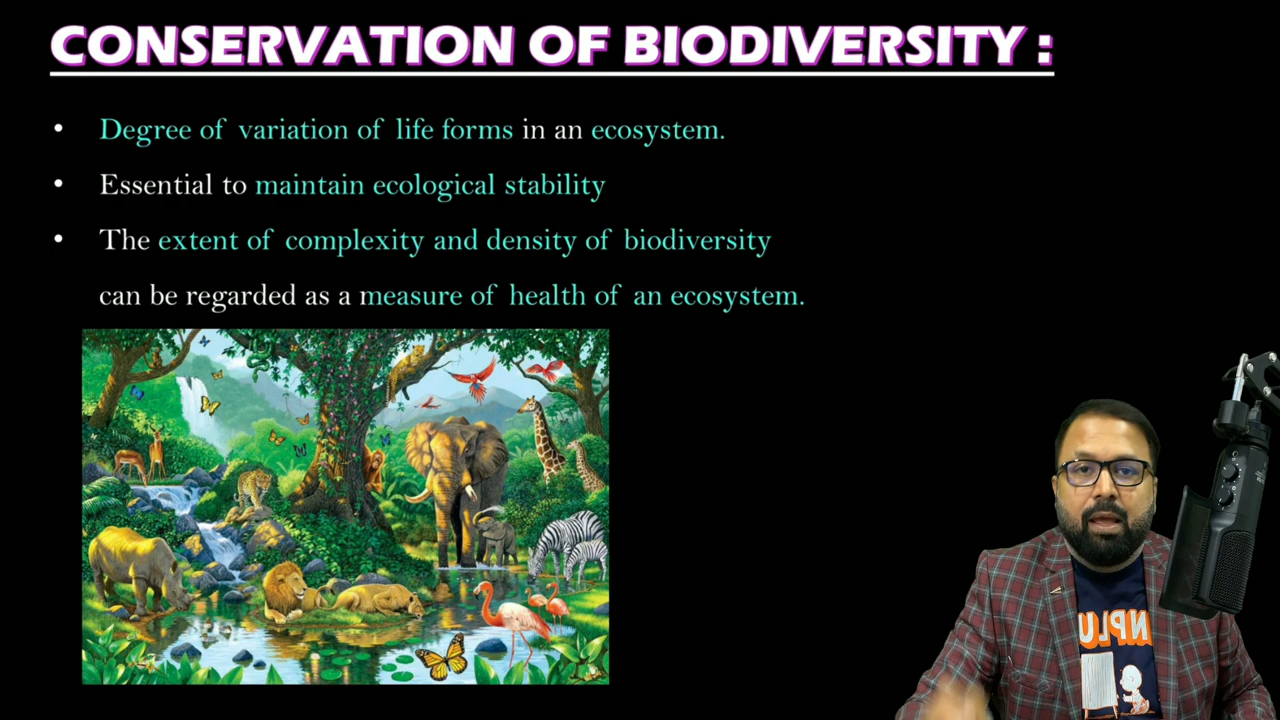 CONSERVATION OF BIODIVERSITY :
• Degree of variation of life forms in an ecosystem.
• Essential to maintain ecological stability
• The extent of complexity and density of biodiversity
can be regarded as a measure of health of an ecosystem.